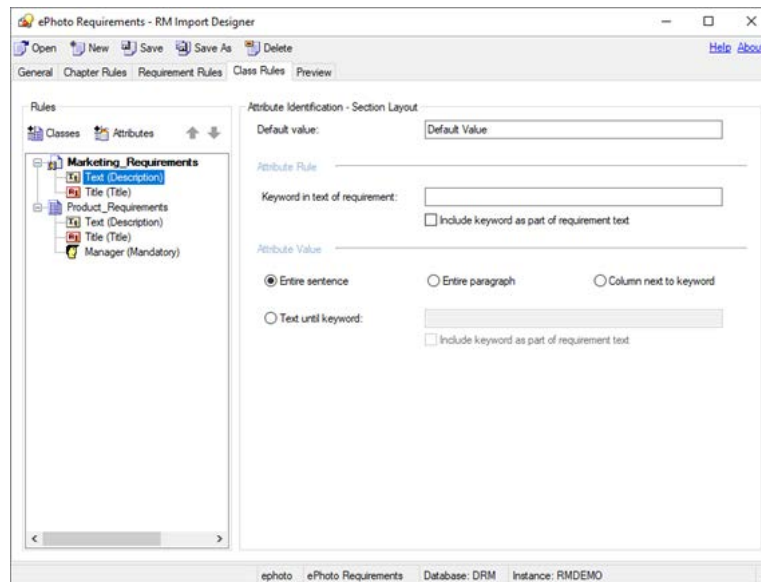 ePhoto Requirements - RM Import Designer
Open New Save Save As Delete Help Abou
General Chapter Rules Requirement Rules Class Rules Preview
Rules
Classes Attributes
Marketing_Requirements
Text (Description)
Title (Title)
Product_Requirements
Text (Description)
Title (Title)
Manager (Mandatory)
Attribute Identification - Section Layout
Default value: Default Value
Attribute Rule
Keyword in text of requirement:
Include keyword as part of requirement text
Attribute Value
Entire sentence Entire paragraph Column next to keyword
Text until keyword:
Include keyword as part of requirement text
ephoto ePhoto Requirements Database: DRM Instance: RMDEMO